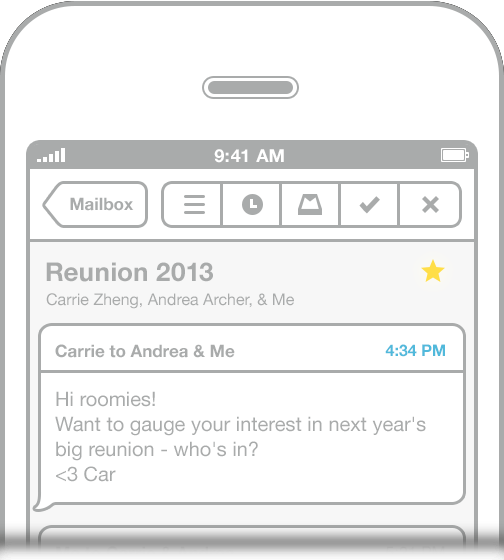 9:41 AM
Mailbox
Reunion 2013
Carrie Zheng, Andrea Archer, & Me
Carrie to Andrea & Me 4:34 PM
Hi roomies!
Want to gauge your interest in next year's
big reunion - who's in?
<3 Car